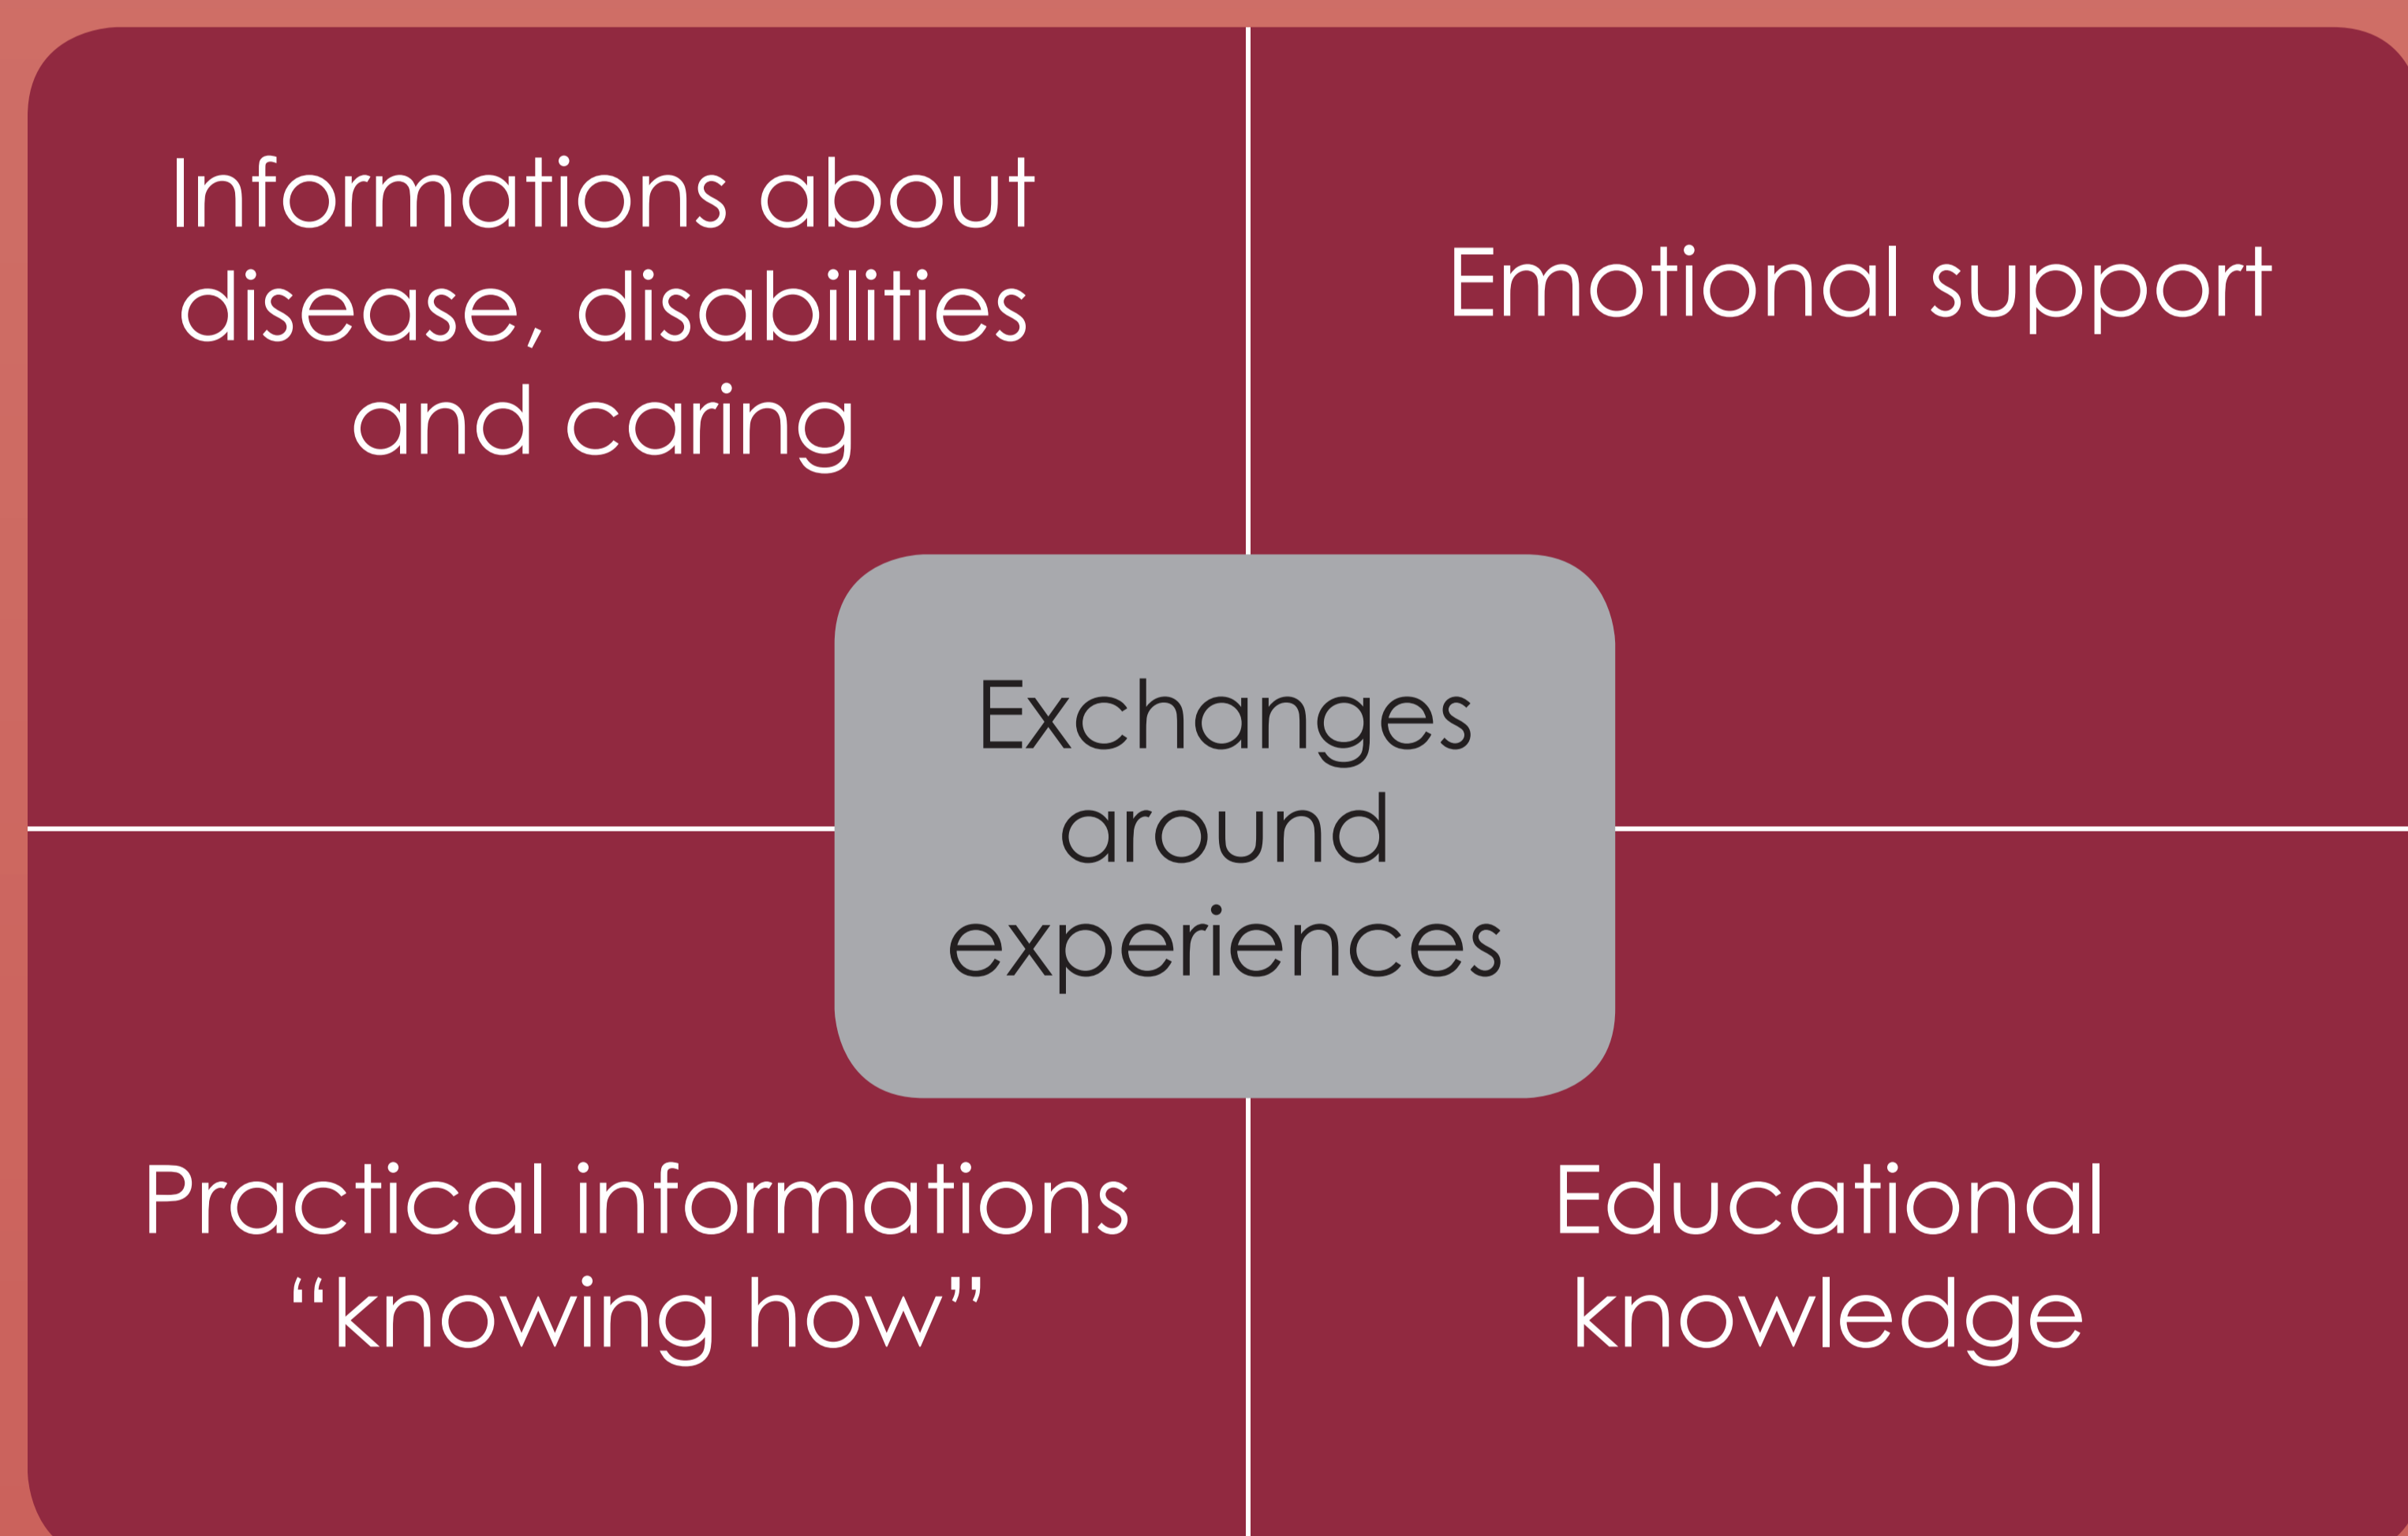 Informations about
disease, disabilities
and caring
Emotional support
Exchanges
around
experiences
Practical informations
“knowing how”
Educational
knowledge